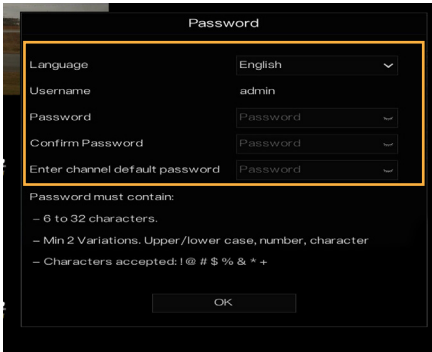 Password
Language English
Username admin
Password Password
Confirm Password Password
Enter channel default password Password
Password must contain:
– 6 to 32 characters.
– Min 2 Variations. Upper/lower case, number, character
– Characters accepted: ! @ # $ % & * +
OK